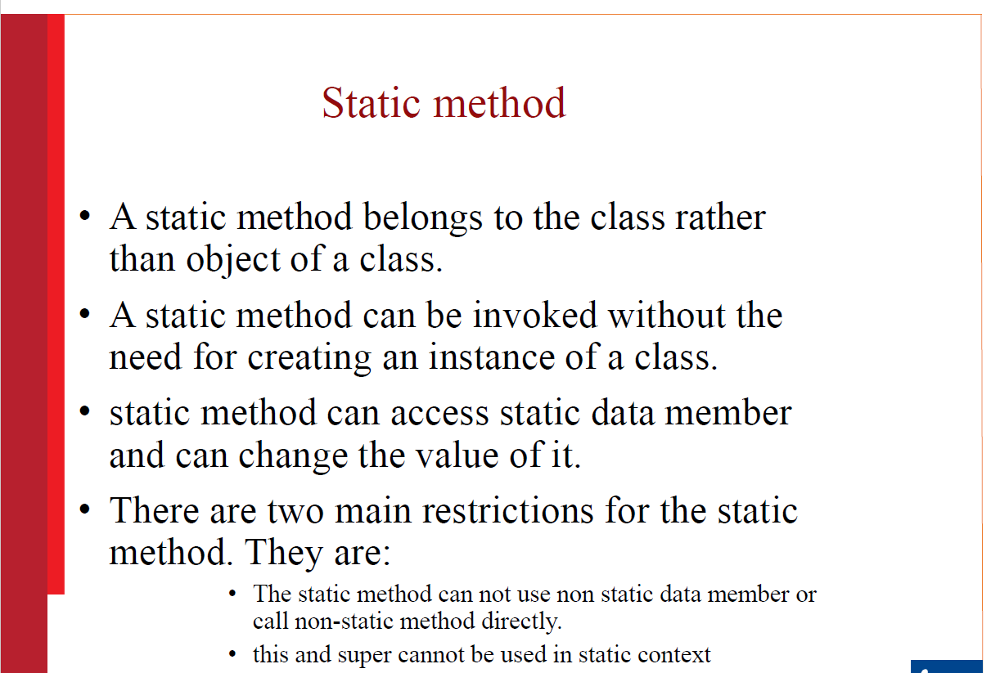 Static method
• A static method belongs to the class rather
than object of a class.
• A static method can be invoked without the
need for creating an instance of a class.
• static method can access static data member
and can change the value of it.
• There are two main restrictions for the static
method. They are:
• The static method can not use non static data member or
call non-static method directly.
• this and super cannot be used in static context